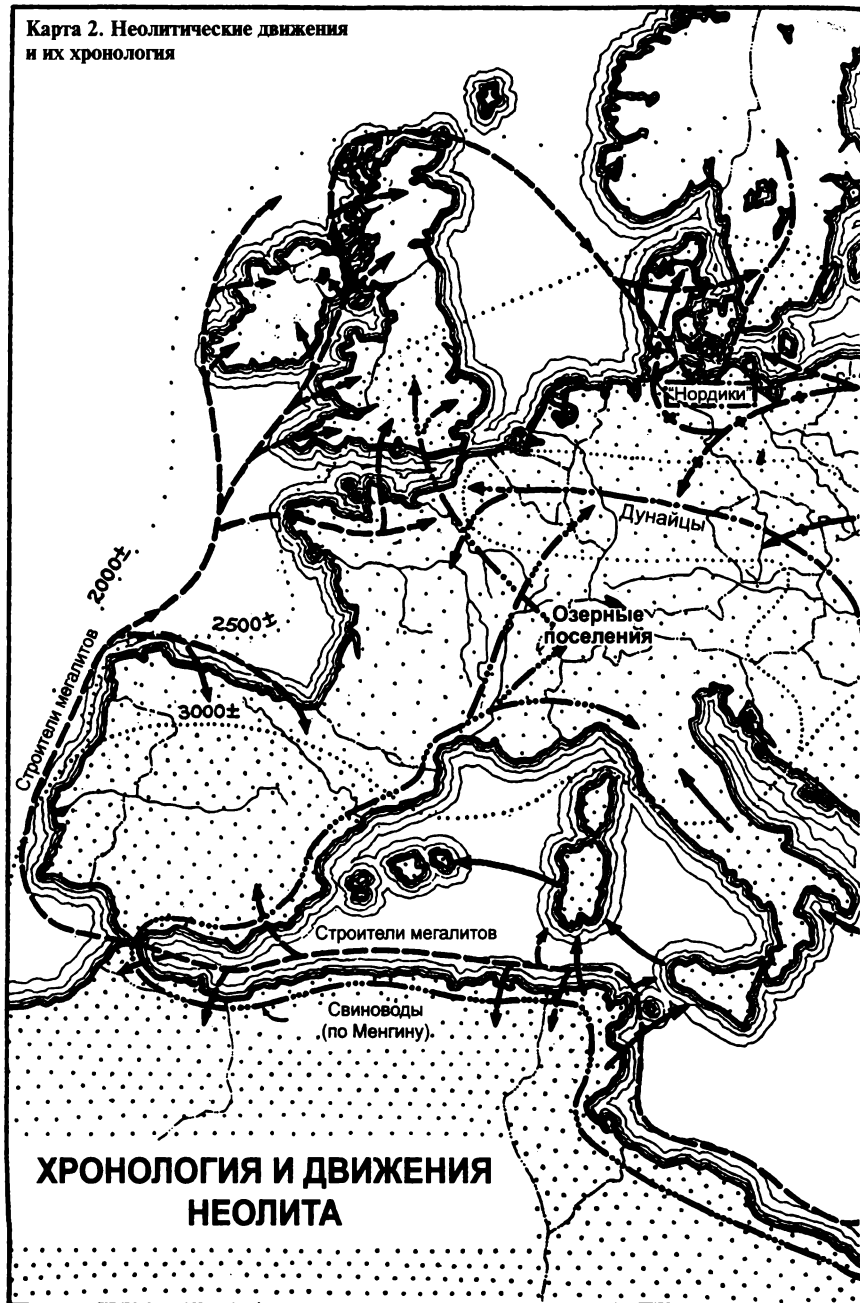 Карта 2. Неолитические движения
и их хронология
"Нордики"
Дунайцы
2000±
2500±
Озерные
поселения
Строители мегалитов
3000±
Строители мегалитов
Свиноводы
(по Менгину).
ХРОНОЛОГИЯ И ДВИЖЕНИЯ
НЕОЛИТА